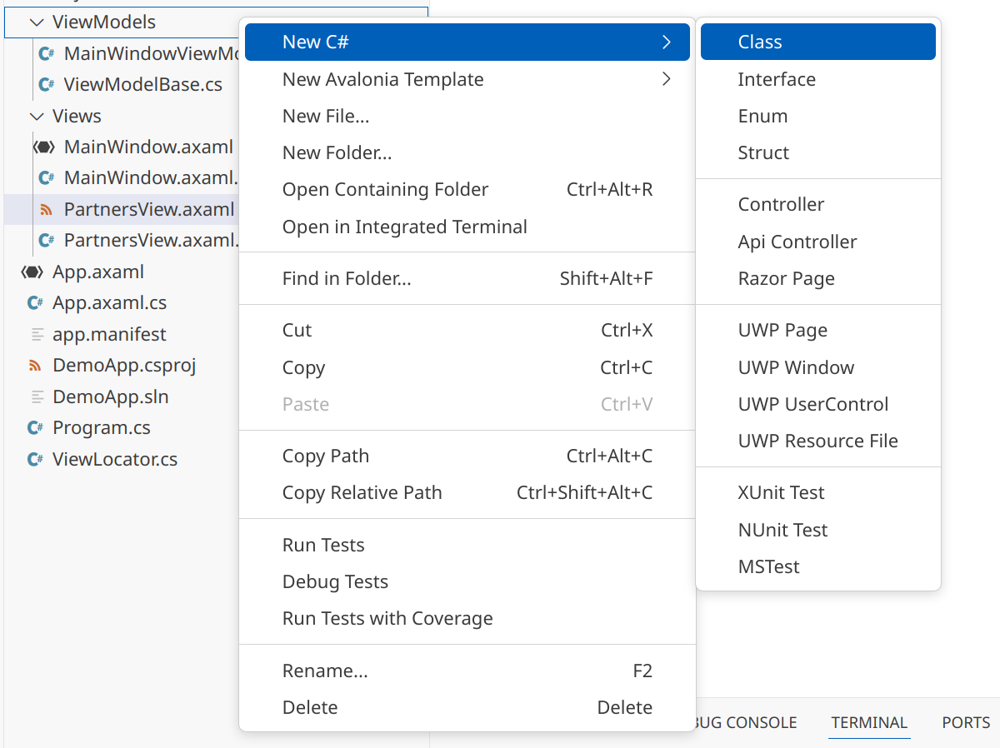 ViewModels
MainWindowViewMo
ViewModelBase.cs
Views
MainWindow.axaml
MainWindow.axaml.
PartnersView.axaml
PartnersView.axaml.
App.axaml
App.axaml.cs
app.manifest
DemoApp.csproj
DemoApp.sln
Program.cs
ViewLocator.cs
New C#
New Avalonia Template
New File...
New Folder...
Open Containing Folder Ctrl+Alt+R
Open in Integrated Terminal
Find in Folder... Shift+Alt+F
Cut Ctrl+X
Copy Ctrl+C
Paste Ctrl+V
Copy Path Ctrl+Alt+C
Copy Relative Path Ctrl+Shift+Alt+C
Run Tests
Debug Tests
Run Tests with Coverage
Rename... F2
Delete Delete
Class
Interface
Enum
Struct
Controller
Api Controller
Razor Page
UWP Page
UWP Window
UWP UserControl
UWP Resource File
XUnit Test
NUnit Test
MSTest
BUG CONSOLE TERMINAL PORTS